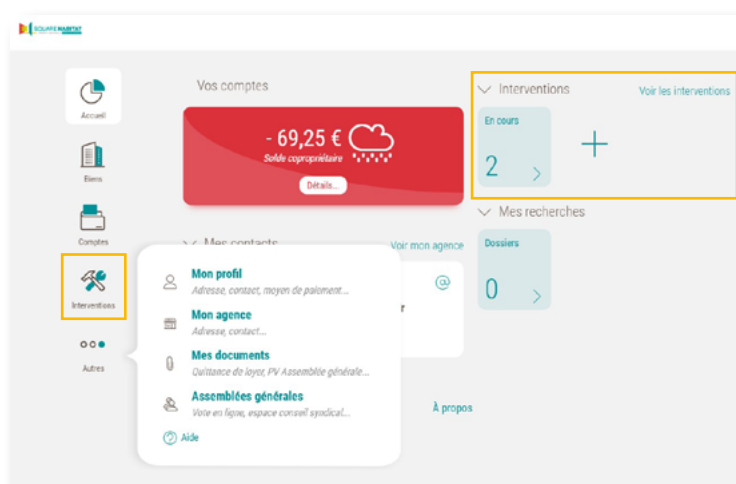 SQUARE HABITAT
Accueil
Biens
Comptes
Interventions
Autres
Vos comptes
- 69,25 €
Solde copropriétaire
Détails...
Mes contacts
Voir mon agence
@
r
Mon profil
Adresse, contact, moyen de paiement...
Mon agence
Adresse, contact...
Mes documents
Quittance de loyer, PV Assemblée générale...
Assemblées générales
Vote en ligne, espace conseil syndical...
? Aide
À propos
Interventions
Voir les interventions
En cours
2 >
+
Mes recherches
Dossiers
0 >